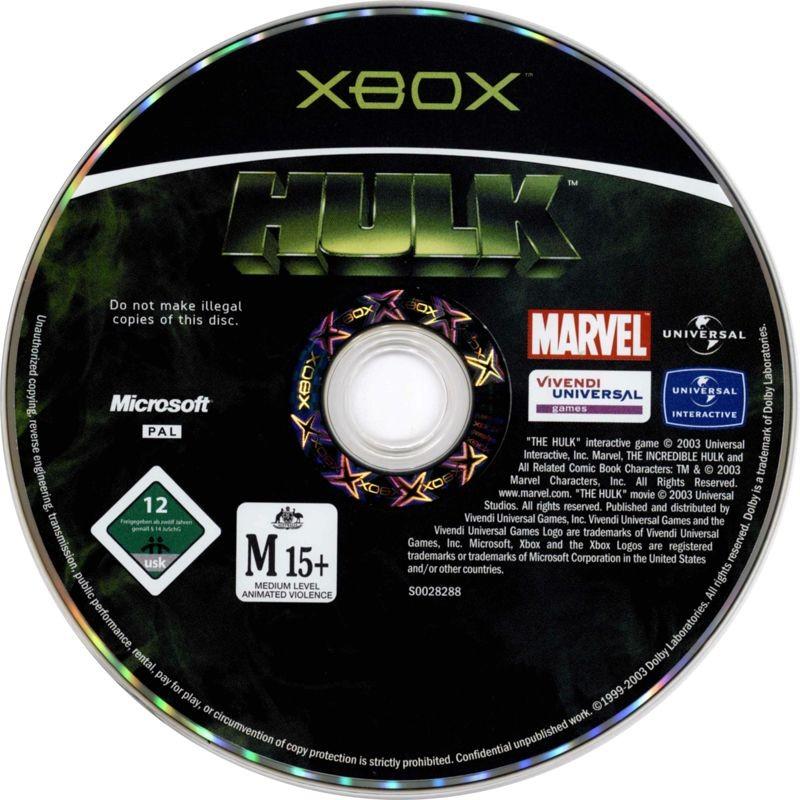 XBOX™
HULK™
Do not make illegal
copies of this disc.
XBOX
XBOX
XBOX
XBOX
XBOX
MARVEL
UNIVERSAL
Microsoft®
PAL
VIVENDI
UNIVERSAL
games
UNIVERSAL
INTERACTIVE
12
Freigegeben ab zwölf Jahren
gemäß § 14 JuSchG
usk
M 15+
MEDIUM LEVEL
ANIMATED VIOLENCE
"THE HULK" interactive game © 2003 Universal
Interactive, Inc. Marvel, THE INCREDIBLE HULK and
All Related Comic Book Characters: TM & © 2003
Marvel Characters, Inc. All Rights Reserved.
www.marvel.com. "THE HULK" movie © 2003 Universal
Studios. All rights reserved. Published and distributed by
Vivendi Universal Games, Inc. Vivendi Universal Games and the
Vivendi Universal Games Logo are trademarks of Vivendi Universal
Games, Inc. Microsoft, Xbox and the Xbox Logos are registered
trademarks or trademarks of Microsoft Corporation in the United States
and/or other countries.
S0028288
Unauthorized copying, reverse engineering, transmission, public performance, rental, pay for play, or circumvention of copy protection is strictly prohibited. Confidential unpublished work. ©1999-2003 Dolby Laboratories. All rights reserved. Dolby is a trademark of Dolby Laboratories.